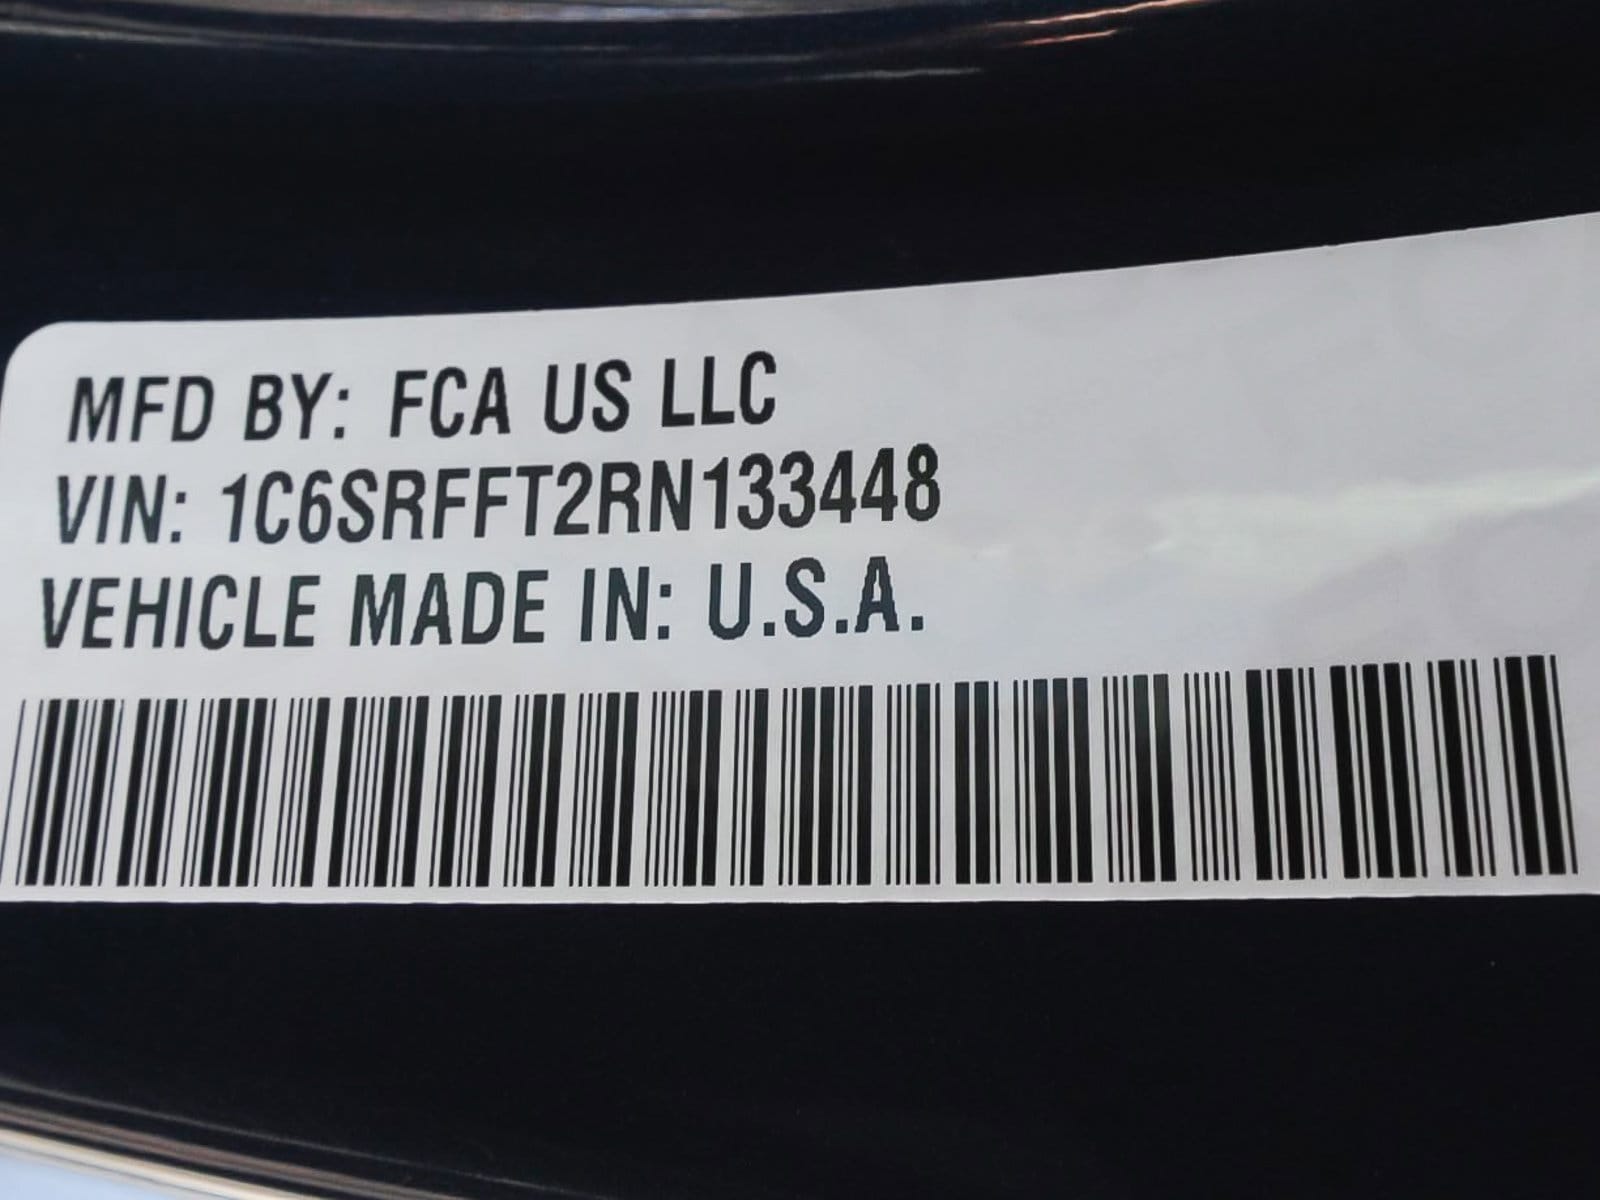 MFD BY: FCA US LLC
VIN: 1C6SRFFT2RN133448
VEHICLE MADE IN: U.S.A.